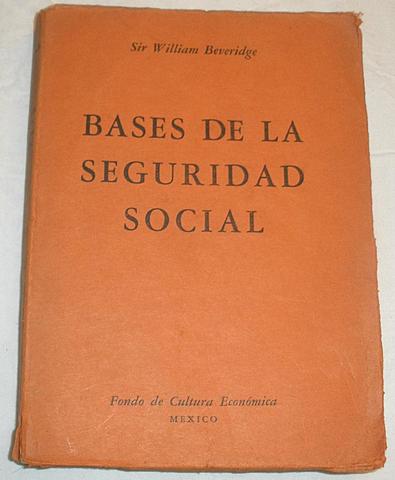 Sir William Beveridge
BASES DE LA
SEGURIDAD
SOCIAL
Fondo de Cultura Económica
MEXICO